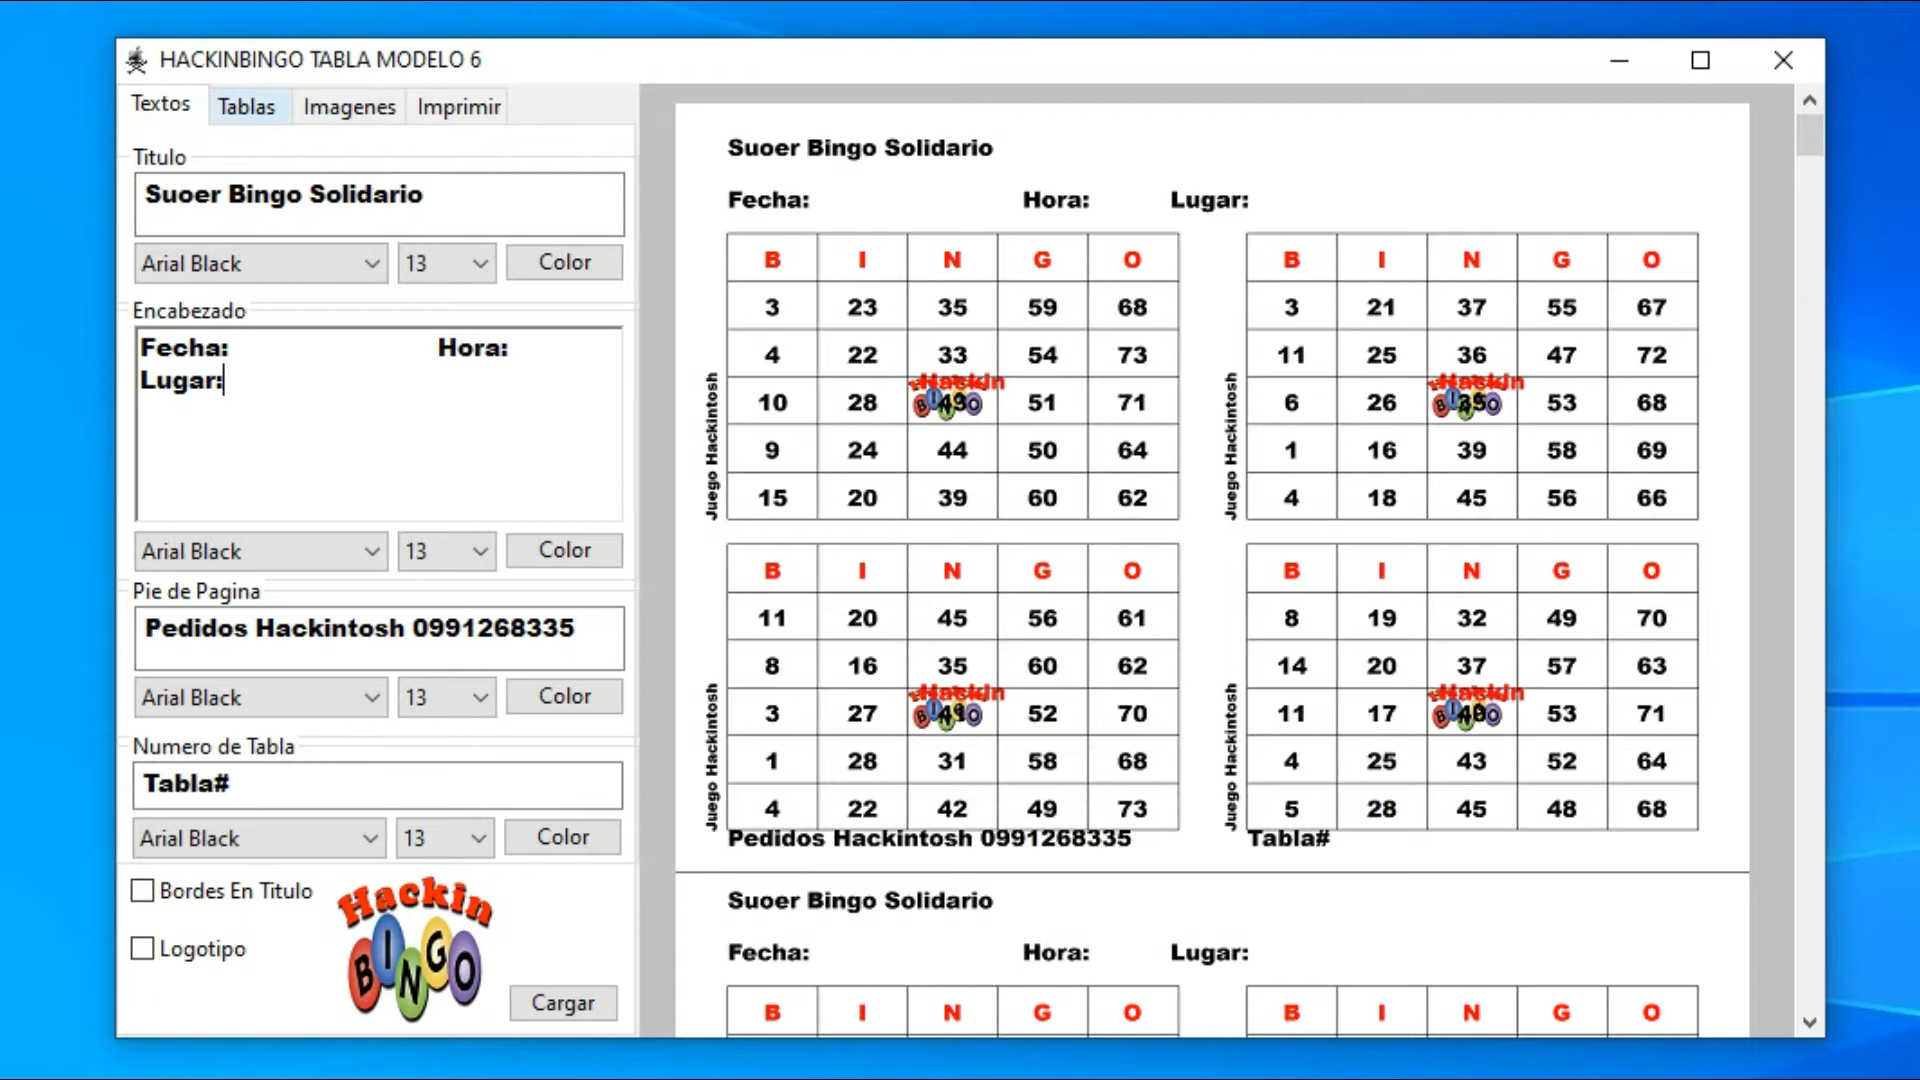 HACKINBINGO TABLA MODELO 6
Textos Tablas Imagenes Imprimir
Titulo
Suoer Bingo Solidario
Arial Black 13 Color
Encabezado
Fecha: Hora:
Lugar:
Arial Black 13 Color
Pie de Pagina
Pedidos Hackintosh 0991268335
Arial Black 13 Color
Numero de Tabla
Tabla#
Arial Black 13 Color
Bordes En Titulo
Logotipo
Hackin
BINGO
Cargar
Suoer Bingo Solidario
Fecha: Hora: Lugar:
B I N G O
3 23 35 59 68
4 22 33 54 73
Hackin
10 28 43 51 71
9 24 44 50 64
15 20 39 60 62
Juego Hackintosh
B I N G O
3 21 37 55 67
11 25 36 47 72
Hackin
6 26 35 53 68
1 16 39 58 69
4 18 45 56 66
Juego Hackintosh
B I N G O
11 20 45 56 61
8 16 35 60 62
Hackin
3 27 41 52 70
1 28 31 58 68
4 22 42 49 73
Juego Hackintosh
B I N G O
8 19 32 49 70
14 20 37 57 63
Hackin
11 17 40 53 71
4 25 43 52 64
5 28 45 48 68
Juego Hackintosh
Pedidos Hackintosh 0991268335 Tabla#
Suoer Bingo Solidario
Fecha: Hora: Lugar:
B I N G O
B I N G O